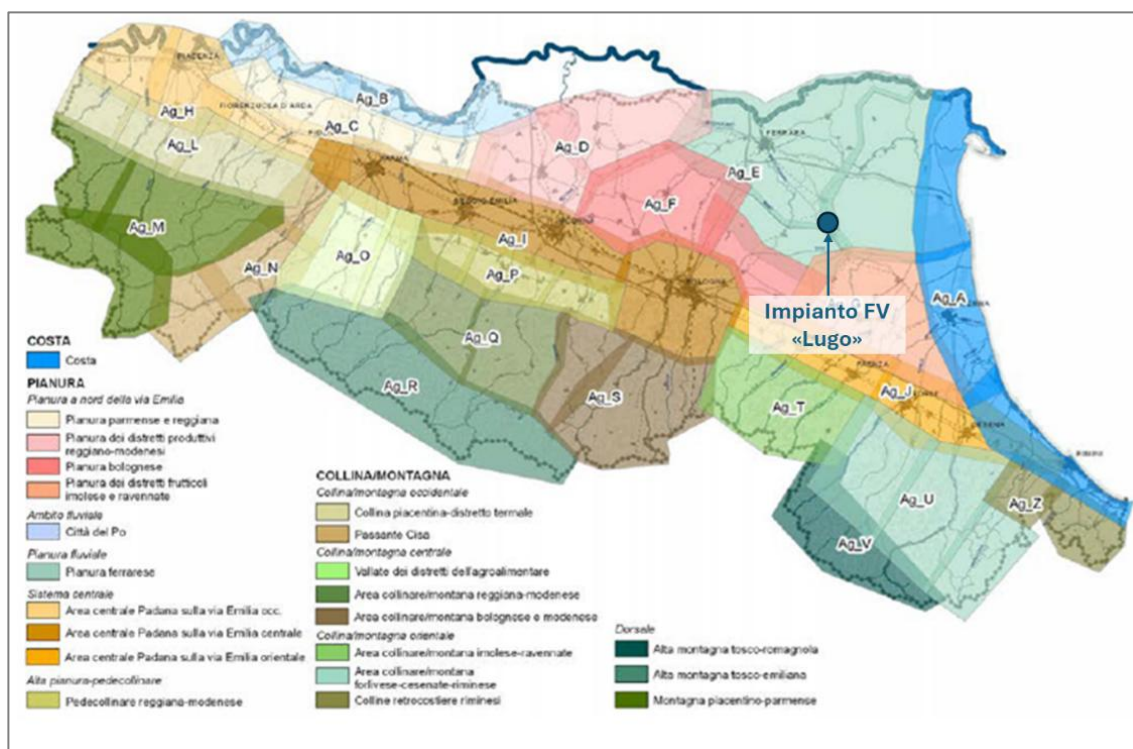 PIACENZA
Ag_B
Ag_H
FIORENZUOLA D'ARDA
Ag_C
Ag_L
Ag_D
FERRARA
Ag_E
PARMA
Ag_F
REGGIO EMILIA
Ag_M
Ag_I
Ag_N
Ag_O
Ag_P
BOLOGNA
Ag_A
Impianto FV
«Lugo»
Ag_Q
Ag_R
Ag_S
Ag_T
Ag_J
Ag_U
Ag_Z
Ag_V
COSTA
Costa
PIANURA
Pianura a nord della via Emilia
Pianura parmense e reggiana
Pianura dei distretti produttivi
reggiano-modenesi
Pianura bolognese
Pianura dei distretti frutticoli
imolese e ravennate
Ambito fluviale
Città del Po
Pianura fluviale
Pianura ferrarese
Sistema centrale
Area centrale Padana sulla via Emilia occ.
Area centrale Padana sulla via Emilia centrale
Area centrale Padana sulla via Emilia orientale
Alta pianura-pedecollinare
Pedecollinare reggiana-modenese
COLLINA/MONTAGNA
Collina/montagna occidentale
Collina piacentina-distretto termale
Passante Cisa
Collina/montagna centrale
Vallate dei distretti dell'agroalimentare
Area collinare/montana reggiana-modenese
Area collinare/montana bolognese e modenese
Collina/montagna orientale
Area collinare/montana imolese-ravennate
Area collinare/montana
forlivese-cesenate-riminese
Colline retrocostiere riminesi
Dorsale
Alta montagna tosco-romagnola
Alta montagna tosco-emiliana
Montagna piacentino-parmense